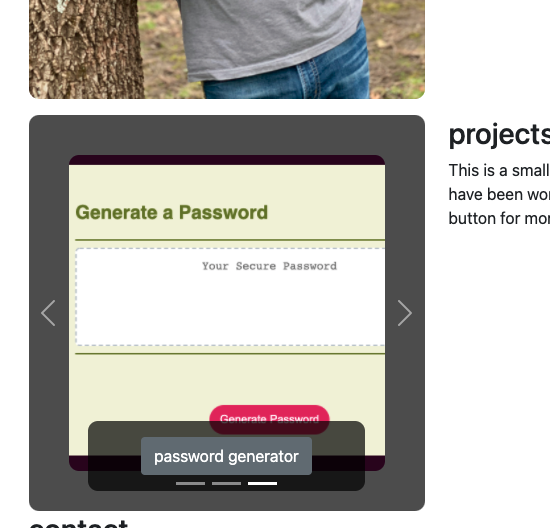 projects
This is a small
have been wor
button for mor
Generate a Password
Your Secure Password
Generate Password
password generator
contact